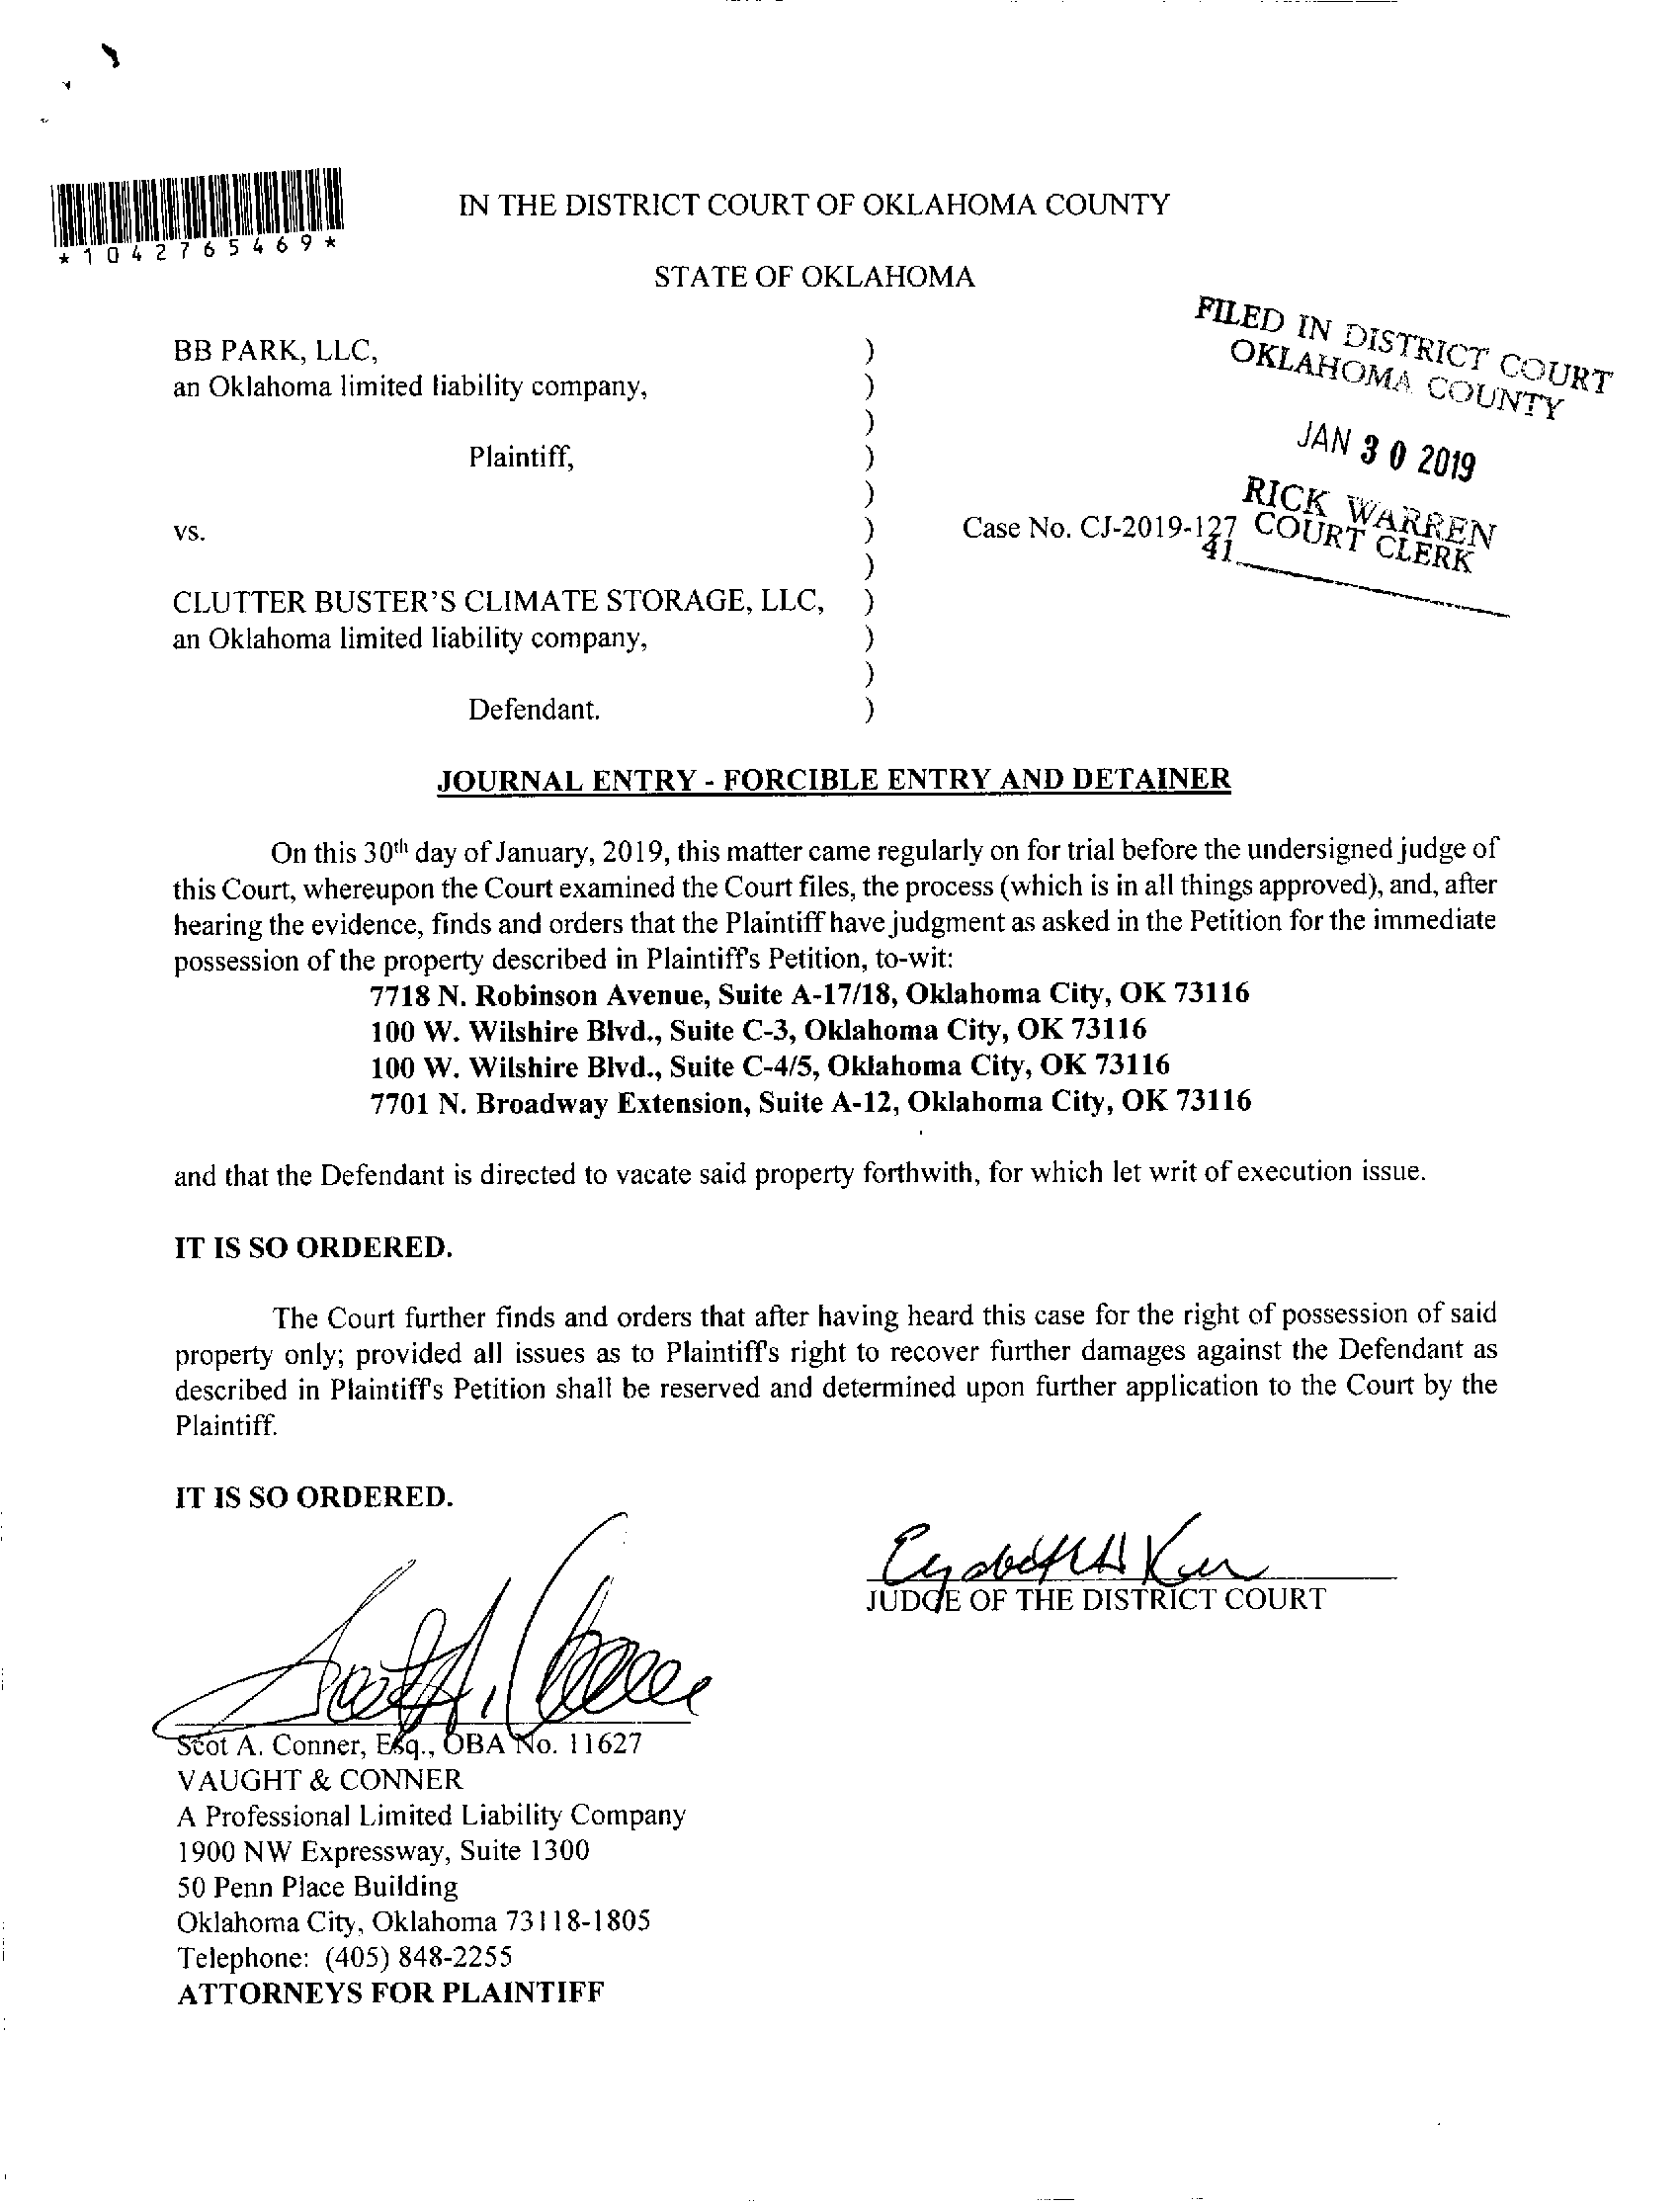 *1042765469*
IN THE DISTRICT COURT OF OKLAHOMA COUNTY
STATE OF OKLAHOMA
FILED IN DISTRICT COURT
OKLAHOMA COUNTY
JAN 30 2019
RICK WARREN
COURT CLERK
41
BB PARK, LLC, )
an Oklahoma limited liability company, )
)
Plaintiff, )
)
vs. ) Case No. CJ-2019-127
)
CLUTTER BUSTER'S CLIMATE STORAGE, LLC, )
an Oklahoma limited liability company, )
)
Defendant. )
JOURNAL ENTRY - FORCIBLE ENTRY AND DETAINER
On this 30th day of January, 2019, this matter came regularly on for trial before the undersigned judge of
this Court, whereupon the Court examined the Court files, the process (which is in all things approved), and, after
hearing the evidence, finds and orders that the Plaintiff have judgment as asked in the Petition for the immediate
possession of the property described in Plaintiff's Petition, to-wit:
7718 N. Robinson Avenue, Suite A-17/18, Oklahoma City, OK 73116
100 W. Wilshire Blvd., Suite C-3, Oklahoma City, OK 73116
100 W. Wilshire Blvd., Suite C-4/5, Oklahoma City, OK 73116
7701 N. Broadway Extension, Suite A-12, Oklahoma City, OK 73116
and that the Defendant is directed to vacate said property forthwith, for which let writ of execution issue.
IT IS SO ORDERED.
The Court further finds and orders that after having heard this case for the right of possession of said
property only; provided all issues as to Plaintiff's right to recover further damages against the Defendant as
described in Plaintiff's Petition shall be reserved and determined upon further application to the Court by the
Plaintiff.
IT IS SO ORDERED.
JUDGE OF THE DISTRICT COURT
Scot A. Conner, Esq., OBA No. 11627
VAUGHT & CONNER
A Professional Limited Liability Company
1900 NW Expressway, Suite 1300
50 Penn Place Building
Oklahoma City, Oklahoma 73118-1805
Telephone: (405) 848-2255
ATTORNEYS FOR PLAINTIFF